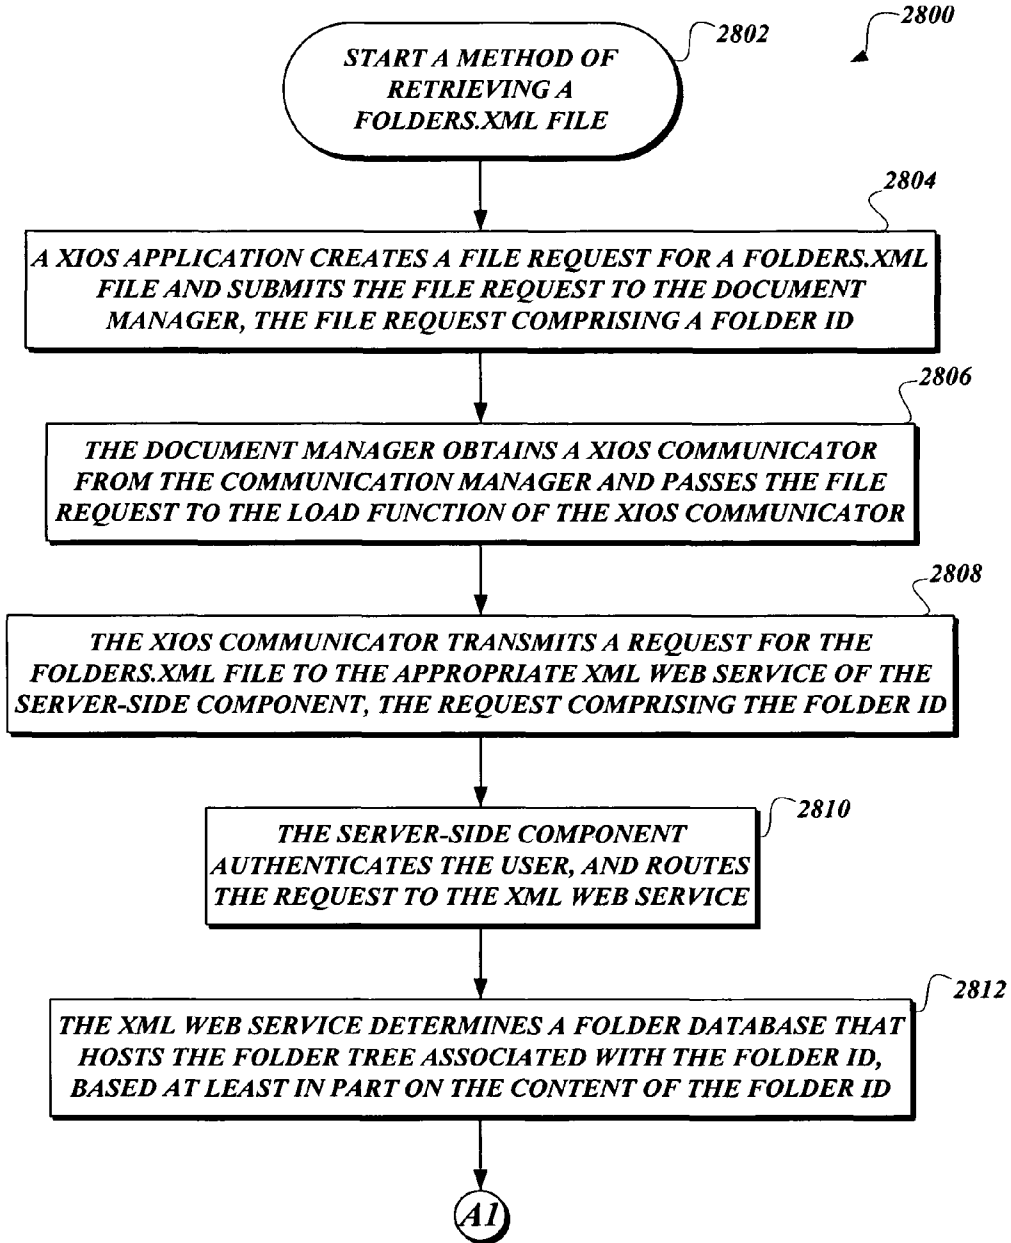 2800
2802
START A METHOD OF
RETRIEVING A
FOLDERS.XML FILE
2804
A XIOS APPLICATION CREATES A FILE REQUEST FOR A FOLDERS.XML
FILE AND SUBMITS THE FILE REQUEST TO THE DOCUMENT
MANAGER, THE FILE REQUEST COMPRISING A FOLDER ID
2806
THE DOCUMENT MANAGER OBTAINS A XIOS COMMUNICATOR
FROM THE COMMUNICATION MANAGER AND PASSES THE FILE
REQUEST TO THE LOAD FUNCTION OF THE XIOS COMMUNICATOR
2808
THE XIOS COMMUNICATOR TRANSMITS A REQUEST FOR THE
FOLDERS.XML FILE TO THE APPROPRIATE XML WEB SERVICE OF THE
SERVER-SIDE COMPONENT, THE REQUEST COMPRISING THE FOLDER ID
2810
THE SERVER-SIDE COMPONENT
AUTHENTICATES THE USER, AND ROUTES
THE REQUEST TO THE XML WEB SERVICE
2812
THE XML WEB SERVICE DETERMINES A FOLDER DATABASE THAT
HOSTS THE FOLDER TREE ASSOCIATED WITH THE FOLDER ID,
BASED AT LEAST IN PART ON THE CONTENT OF THE FOLDER ID
A1